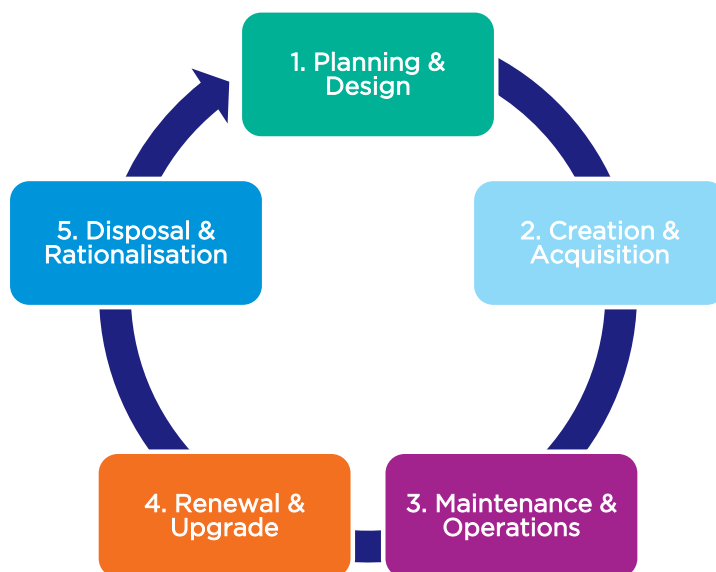 1. Planning &
Design
2. Creation &
Acquisition
3. Maintenance &
Operations
4. Renewal &
Upgrade
5. Disposal &
Rationalisation